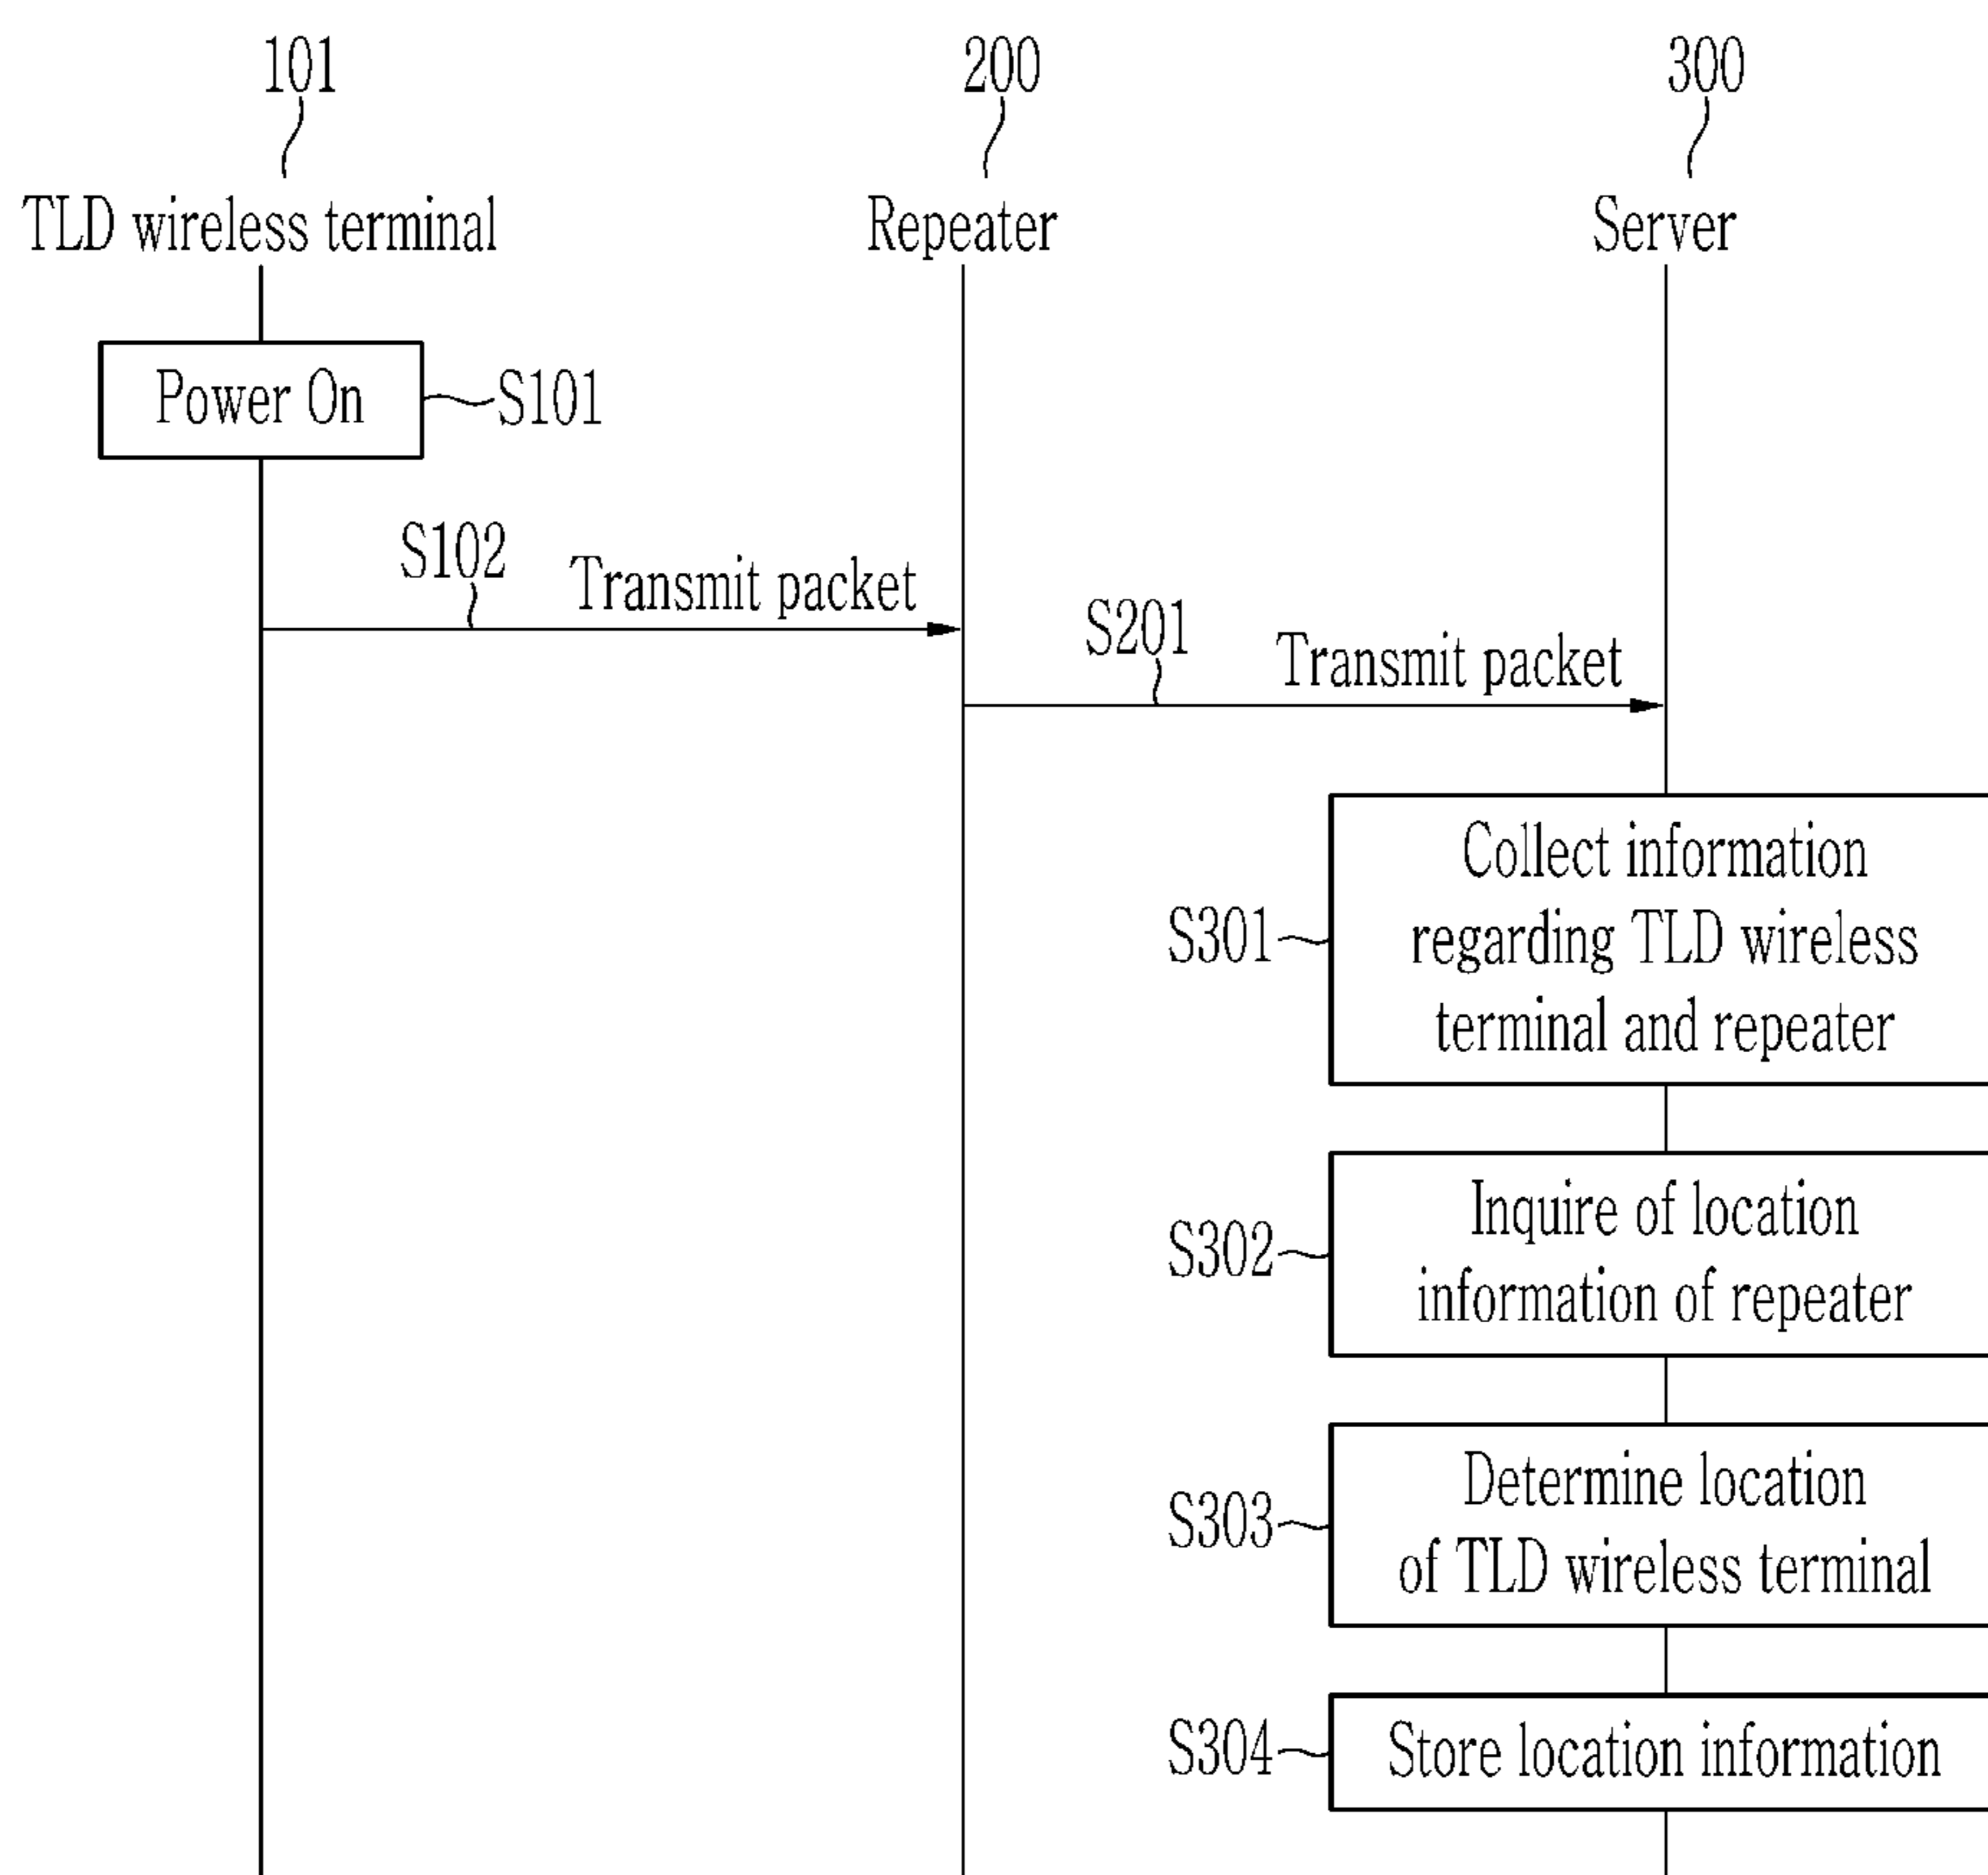 101
200
300
TLD wireless terminal
Repeater
Server
Power On
S101
S102
Transmit packet
S201
Transmit packet
Collect information
regarding TLD wireless
terminal and repeater
S301
Inquire of location
information of repeater
S302
Determine location
of TLD wireless terminal
S303
S304
Store location information